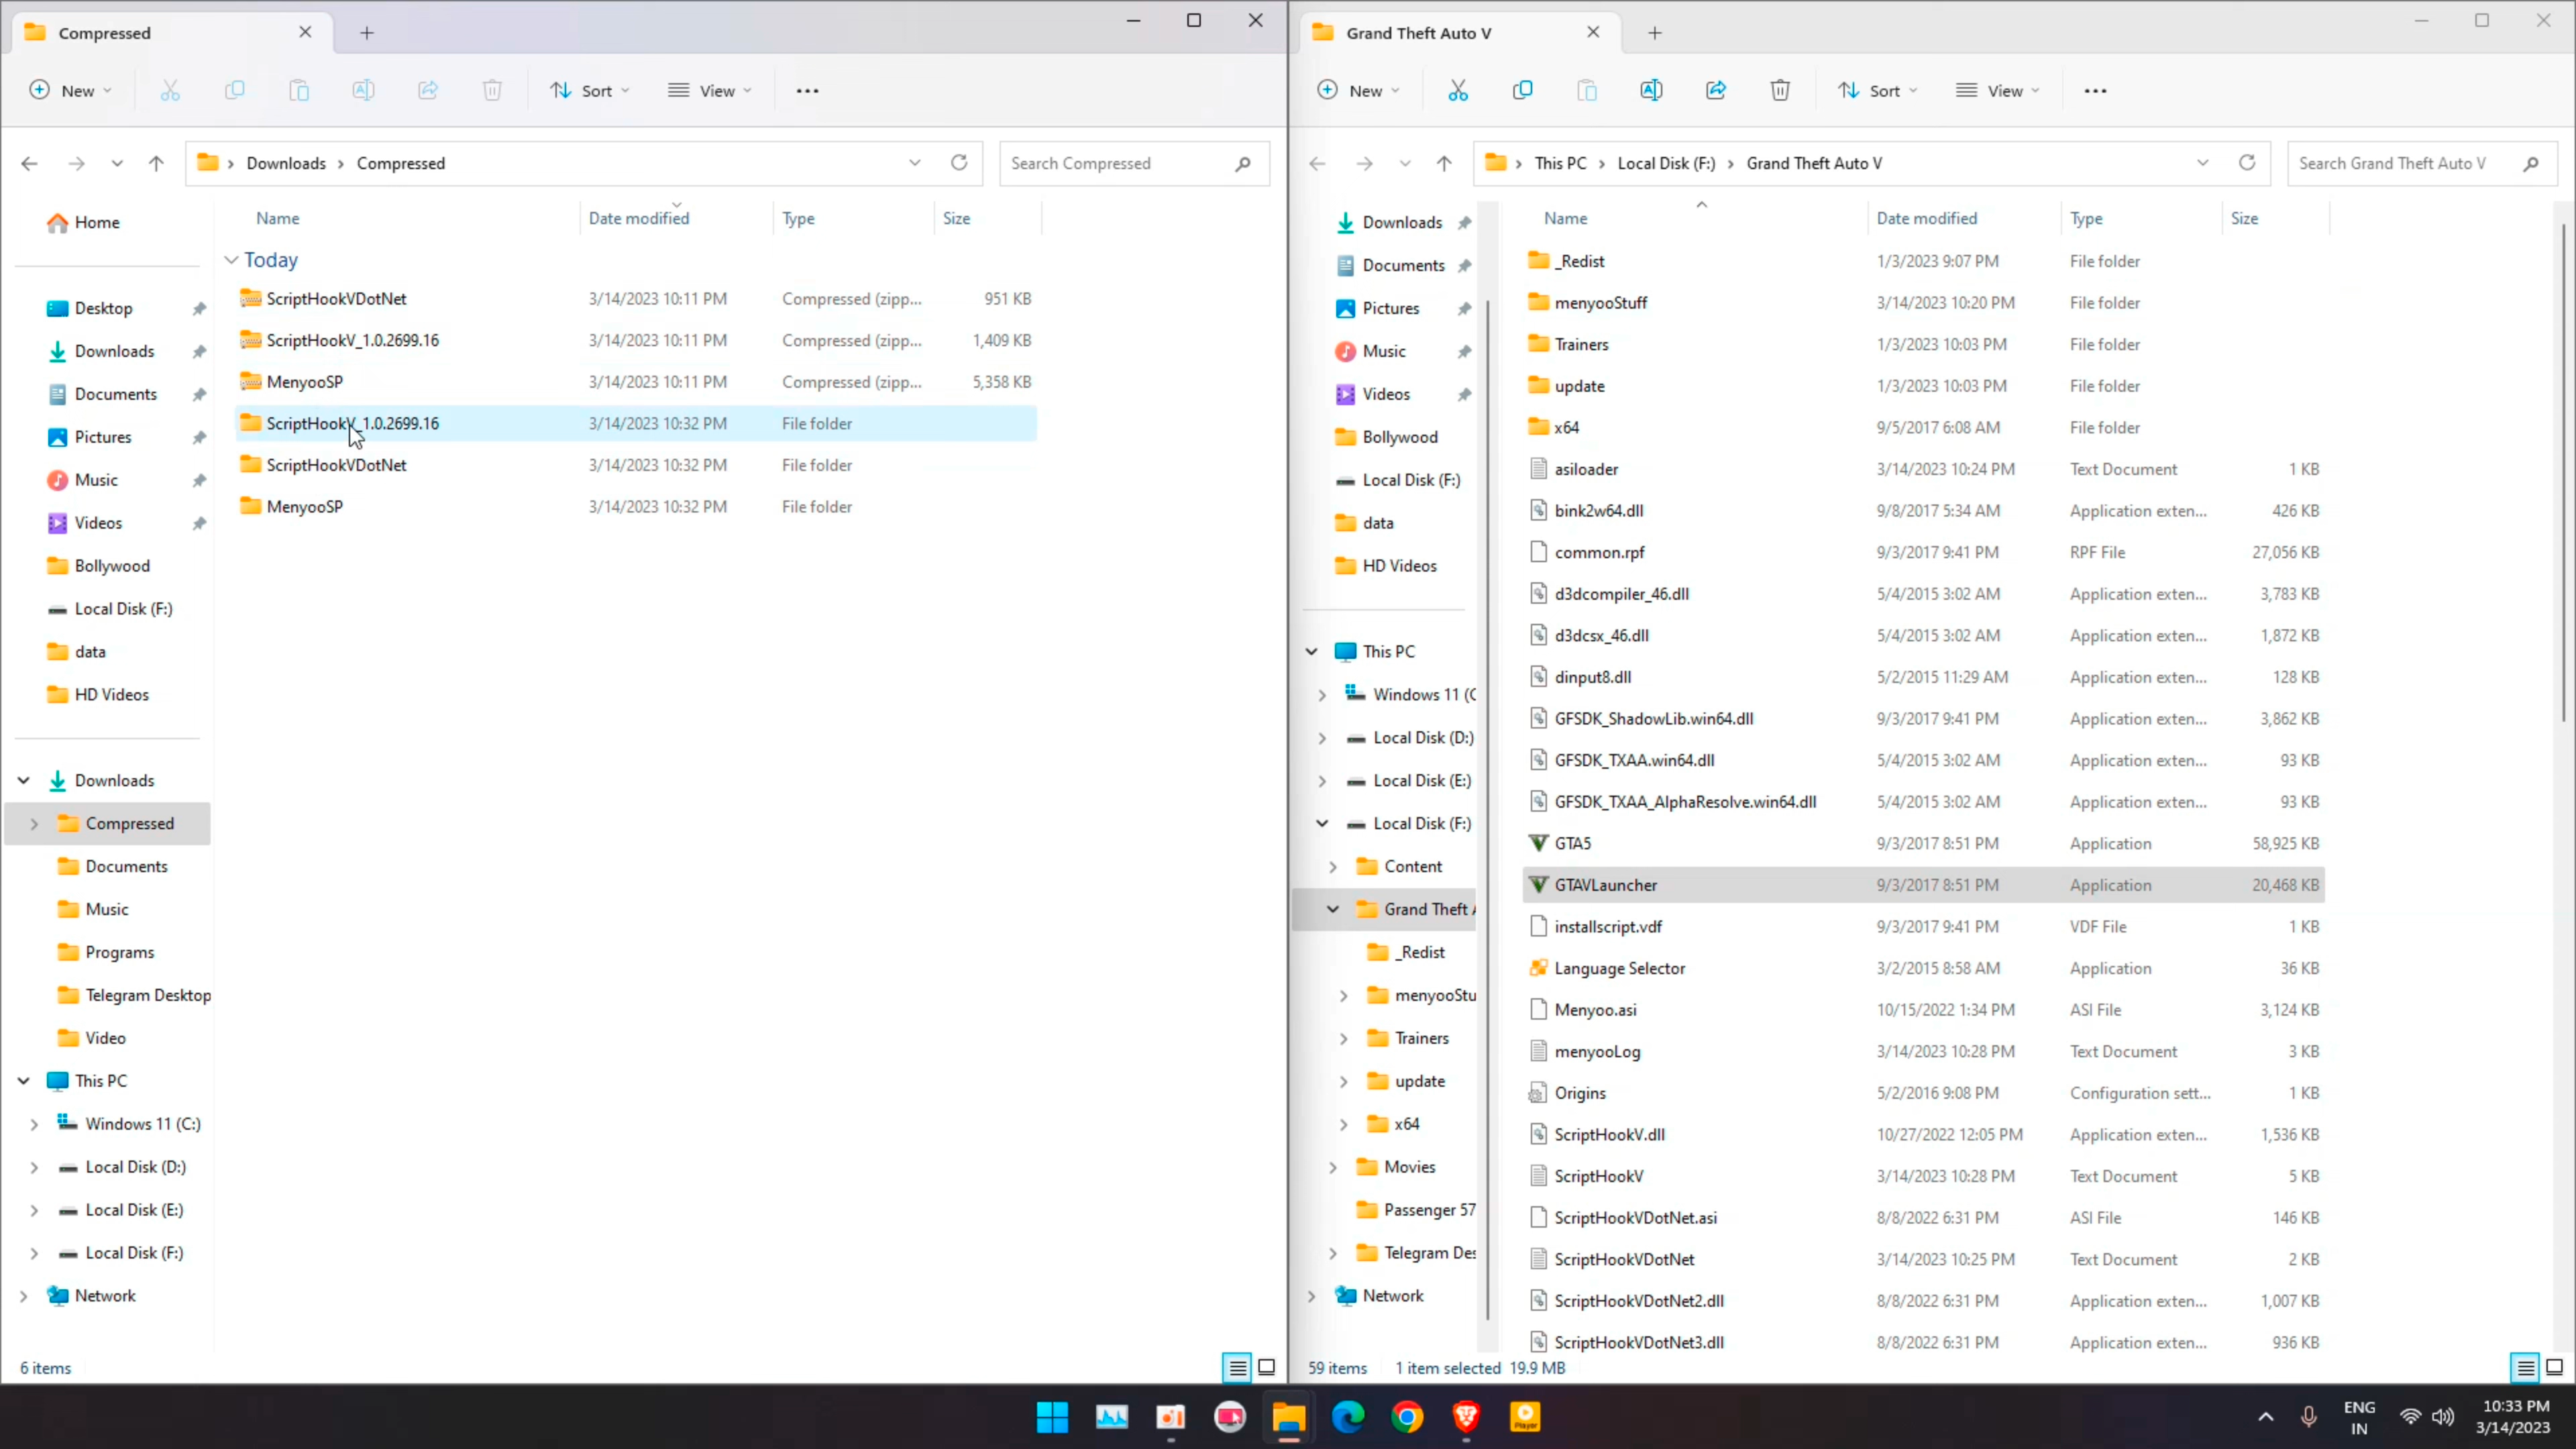 Compressed
New
Sort
View
Downloads > Compressed
Search Compressed
Home
Desktop
Downloads
Documents
Pictures
Music
Videos
Bollywood
Local Disk (F:)
data
HD Videos
Downloads
Compressed
Documents
Music
Programs
Telegram Desktop
Video
This PC
Windows 11 (C:)
Local Disk (D:)
Local Disk (E:)
Local Disk (F:)
Network
Name Date modified Type Size
Today
ScriptHookVDotNet 3/14/2023 10:11 PM Compressed (zipp... 951 KB
ScriptHookV_1.0.2699.16 3/14/2023 10:11 PM Compressed (zipp... 1,409 KB
MenyooSP 3/14/2023 10:11 PM Compressed (zipp... 5,358 KB
ScriptHookV_1.0.2699.16 3/14/2023 10:32 PM File folder
ScriptHookVDotNet 3/14/2023 10:32 PM File folder
MenyooSP 3/14/2023 10:32 PM File folder
6 items
Grand Theft Auto V
New
Sort
View
This PC > Local Disk (F:) > Grand Theft Auto V
Search Grand Theft Auto V
Downloads
Documents
Pictures
Music
Videos
Bollywood
Local Disk (F:)
data
HD Videos
This PC
Windows 11 (C
Local Disk (D:)
Local Disk (E:)
Local Disk (F:)
Content
Grand Theft A
_Redist
menyooStu
Trainers
update
x64
Movies
Passenger 57
Telegram Des
Network
Name Date modified Type Size
_Redist 1/3/2023 9:07 PM File folder
menyooStuff 3/14/2023 10:20 PM File folder
Trainers 1/3/2023 10:03 PM File folder
update 1/3/2023 10:03 PM File folder
x64 9/5/2017 6:08 AM File folder
asiloader 3/14/2023 10:24 PM Text Document 1 KB
bink2w64.dll 9/8/2017 5:34 AM Application exten... 426 KB
common.rpf 9/3/2017 9:41 PM RPF File 27,056 KB
d3dcompiler_46.dll 5/4/2015 3:02 AM Application exten... 3,783 KB
d3dcsx_46.dll 5/4/2015 3:02 AM Application exten... 1,872 KB
dinput8.dll 5/2/2015 11:29 AM Application exten... 128 KB
GFSDK_ShadowLib.win64.dll 9/3/2017 9:41 PM Application exten... 3,862 KB
GFSDK_TXAA.win64.dll 5/4/2015 3:02 AM Application exten... 93 KB
GFSDK_TXAA_AlphaResolve.win64.dll 5/4/2015 3:02 AM Application exten... 93 KB
GTA5 9/3/2017 8:51 PM Application 58,925 KB
GTAVLauncher 9/3/2017 8:51 PM Application 20,468 KB
installscript.vdf 9/3/2017 9:41 PM VDF File 1 KB
Language Selector 3/2/2015 8:58 AM Application 36 KB
Menyoo.asi 10/15/2022 1:34 PM ASI File 3,124 KB
menyooLog 3/14/2023 10:28 PM Text Document 3 KB
Origins 5/2/2016 9:08 PM Configuration sett... 1 KB
ScriptHookV.dll 10/27/2022 12:05 PM Application exten... 1,536 KB
ScriptHookV 3/14/2023 10:28 PM Text Document 5 KB
ScriptHookVDotNet.asi 8/8/2022 6:31 PM ASI File 146 KB
ScriptHookVDotNet 3/14/2023 10:25 PM Text Document 2 KB
ScriptHookVDotNet2.dll 8/8/2022 6:31 PM Application exten... 1,007 KB
ScriptHookVDotNet3.dll 8/8/2022 6:31 PM Application exten... 936 KB
59 items 1 item selected 19.9 MB
Player
ENG
IN
10:33 PM
3/14/2023